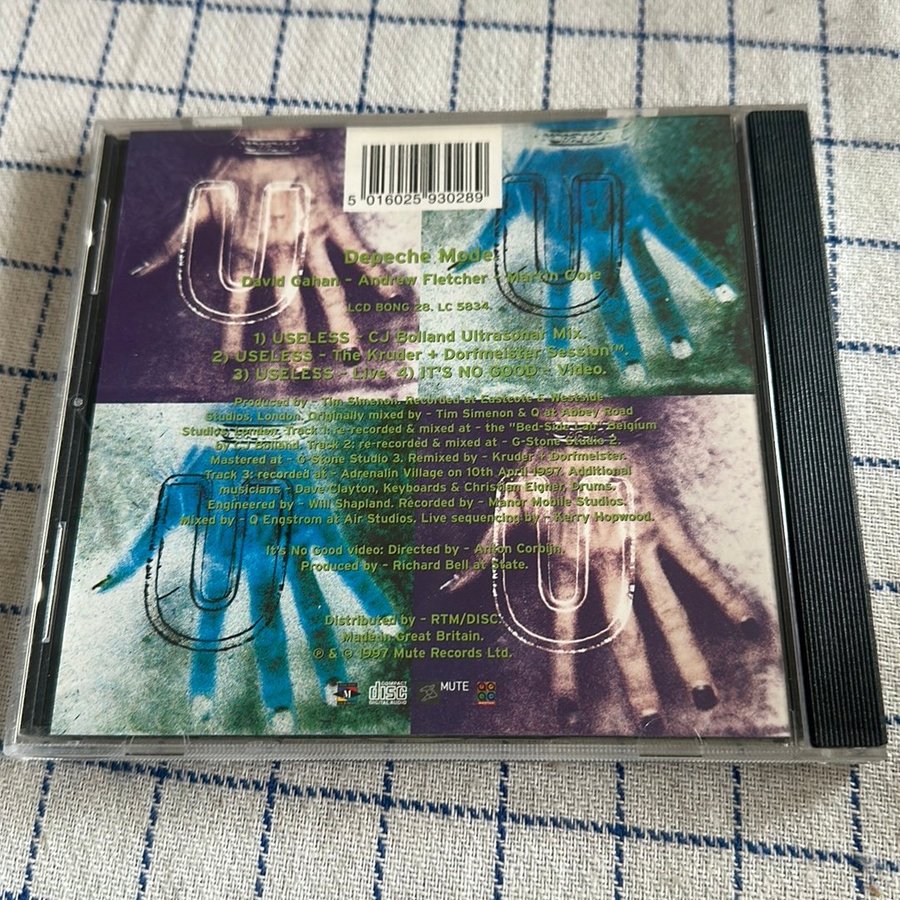 5 016025 930289
Depeche Mode
David Gahan - Andrew Fletcher - Martin Gore
LCD BONG 28. LC 5834.
1) USELESS - CJ Bolland Ultrasonar Mix.
2) USELESS - The Kruder + Dorfmeister Session™.
3) USELESS - Live. 4) IT'S NO GOOD - Video.
Produced by - Tim Simenon. Recorded at Eastcote & Westside
Studios, London. Originally mixed by - Tim Simenon & Q at Abbey Road
Studios, London. Track 1: re-recorded & mixed at - the "Bed-Side Lab", Belgium
by CJ Bolland. Track 2: re-recorded & mixed at - G-Stone Studio 2.
Mastered at - G-Stone Studio 3. Remixed by - Kruder + Dorfmeister.
Track 3: recorded at - Adrenalin Village on 10th April 1997. Additional
musicians - Dave Clayton, Keyboards & Christian Eigner, Drums.
Engineered by - Will Shapland. Recorded by - Manor Mobile Studios.
Mixed by - Q Engstrom at Air Studios. Live sequencing by - Kerry Hopwood.
It's No Good video: Directed by - Anton Corbijn.
Produced by - Richard Bell at State.
Distributed by - RTM/DISC.
Made in Great Britain.
℗ & © 1997 Mute Records Ltd.
M COMPACT disc DIGITAL AUDIO MUTE
U
U
U
U